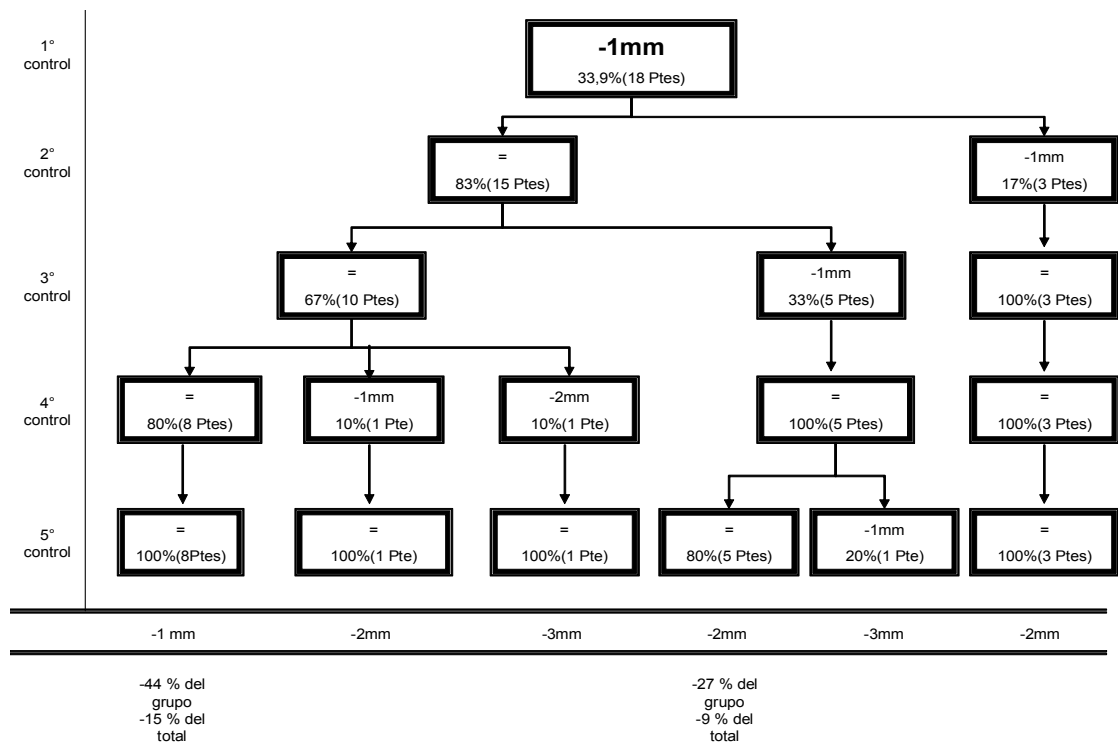 1°
control
-1mm
33,9%(18 Ptes)
2°
control
=
83%(15 Ptes)
-1mm
17%(3 Ptes)
3°
control
=
67%(10 Ptes)
-1mm
33%(5 Ptes)
=
100%(3 Ptes)
4°
control
=
80%(8 Ptes)
-1mm
10%(1 Pte)
-2mm
10%(1 Pte)
=
100%(5 Ptes)
=
100%(3 Ptes)
5°
control
=
100%(8Ptes)
=
100%(1 Pte)
=
100%(1 Pte)
=
80%(5 Ptes)
-1mm
20%(1 Pte)
=
100%(3 Ptes)
-1 mm -2mm -3mm -2mm -3mm -2mm
-44 % del
grupo
-15 % del
total
-27 % del
grupo
-9 % del
total